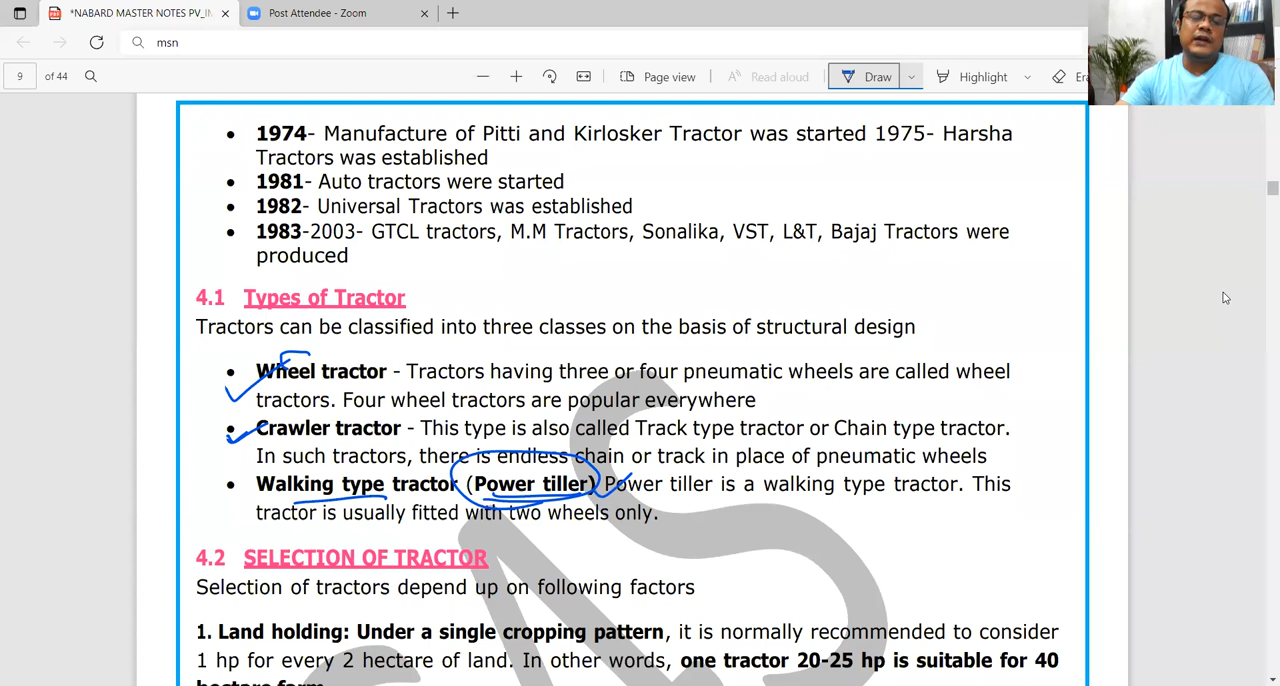 *NABARD MASTER NOTES PV_IN
Post Attendee - Zoom
msn
9 of 44
Page view
Read aloud
Draw
Highlight
Era
1974- Manufacture of Pitti and Kirlosker Tractor was started 1975- Harsha
Tractors was established
1981- Auto tractors were started
1982- Universal Tractors was established
1983-2003- GTCL tractors, M.M Tractors, Sonalika, VST, L&T, Bajaj Tractors were
produced
4.1 Types of Tractor
Tractors can be classified into three classes on the basis of structural design
Wheel tractor - Tractors having three or four pneumatic wheels are called wheel
tractors. Four wheel tractors are popular everywhere
Crawler tractor - This type is also called Track type tractor or Chain type tractor.
In such tractors, there is endless chain or track in place of pneumatic wheels
Walking type tractor (Power tiller) Power tiller is a walking type tractor. This
tractor is usually fitted with two wheels only.
4.2 SELECTION OF TRACTOR
Selection of tractors depend up on following factors
1. Land holding: Under a single cropping pattern, it is normally recommended to consider
1 hp for every 2 hectare of land. In other words, one tractor 20-25 hp is suitable for 40
hectare farm